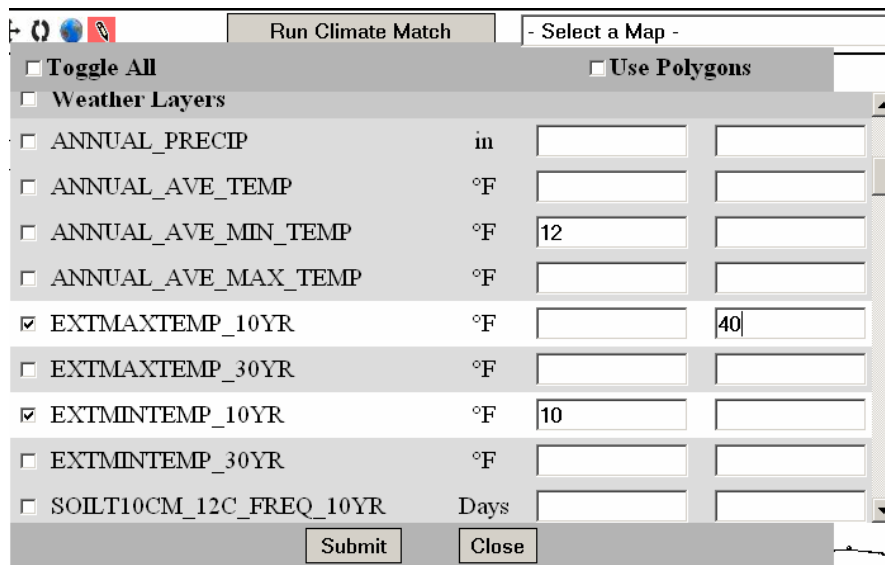 Run Climate Match - Select a Map -
Toggle All Use Polygons
Weather Layers
ANNUAL_PRECIP in
ANNUAL_AVE_TEMP °F
ANNUAL_AVE_MIN_TEMP °F 12
ANNUAL_AVE_MAX_TEMP °F
EXTMAXTEMP_10YR °F 40
EXTMAXTEMP_30YR °F
EXTMINTEMP_10YR °F 10
EXTMINTEMP_30YR °F
SOILT10CM_12C_FREQ_10YR Days
Submit Close